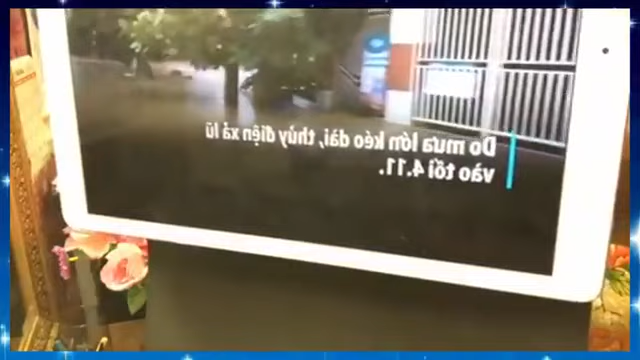 Do mưa lớn kéo dài, thủy điện xả lũ
vào tối 4.11.